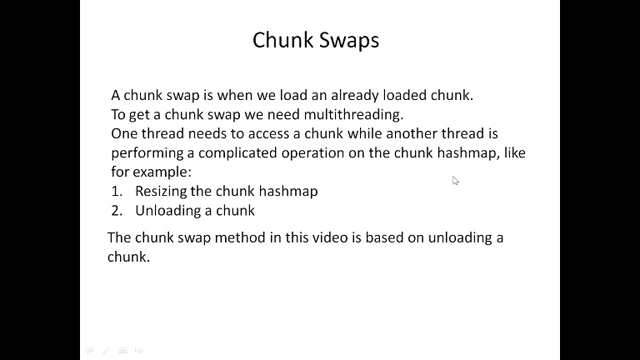 Chunk Swaps
A chunk swap is when we load an already loaded chunk.
To get a chunk swap we need multithreading.
One thread needs to access a chunk while another thread is
performing a complicated operation on the chunk hashmap, like
for example:
1. Resizing the chunk hashmap
2. Unloading a chunk
The chunk swap method in this video is based on unloading a
chunk.